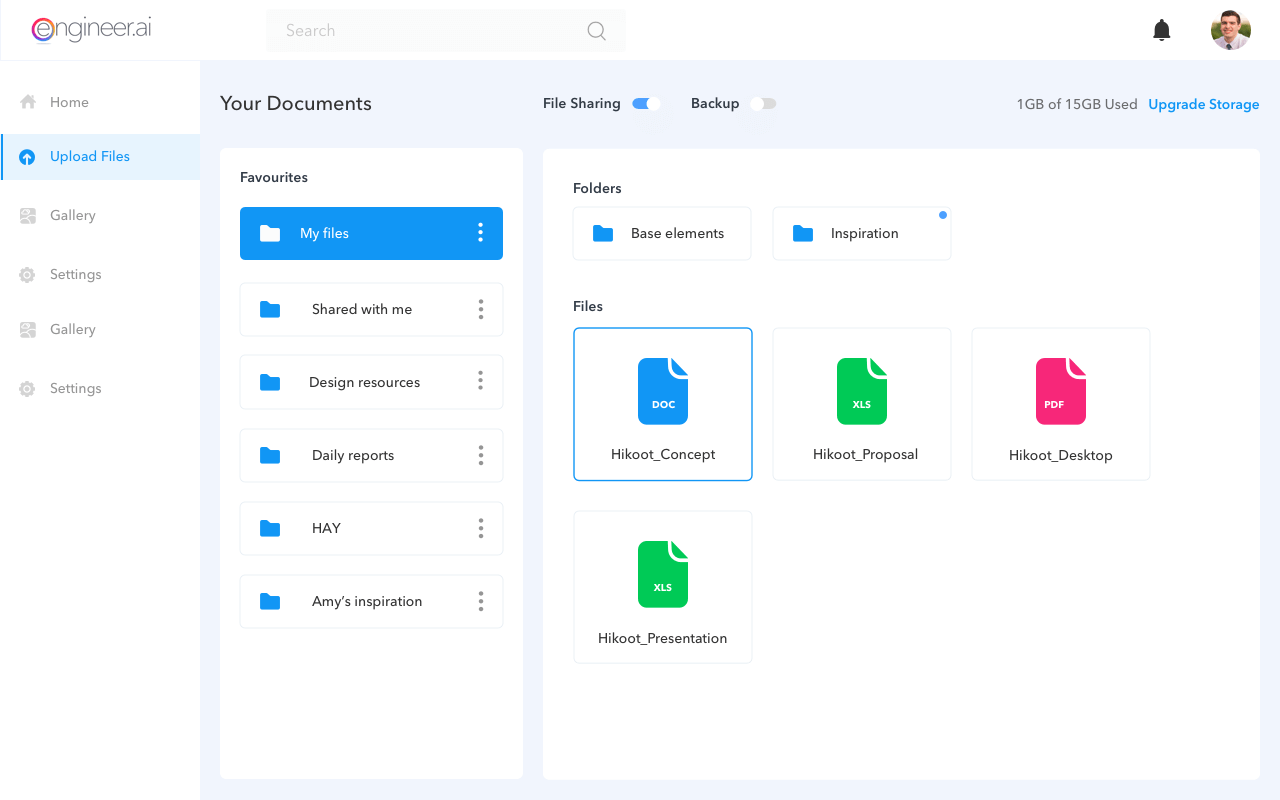 engineer.ai
Search
Home
Upload Files
Gallery
Settings
Gallery
Settings
Your Documents
File Sharing
Backup
1GB of 15GB Used Upgrade Storage
Favourites
My files
Shared with me
Design resources
Daily reports
HAY
Amy’s inspiration
Folders
Base elements
Inspiration
Files
DOC
Hikoot_Concept
XLS
Hikoot_Proposal
PDF
Hikoot_Desktop
XLS
Hikoot_Presentation